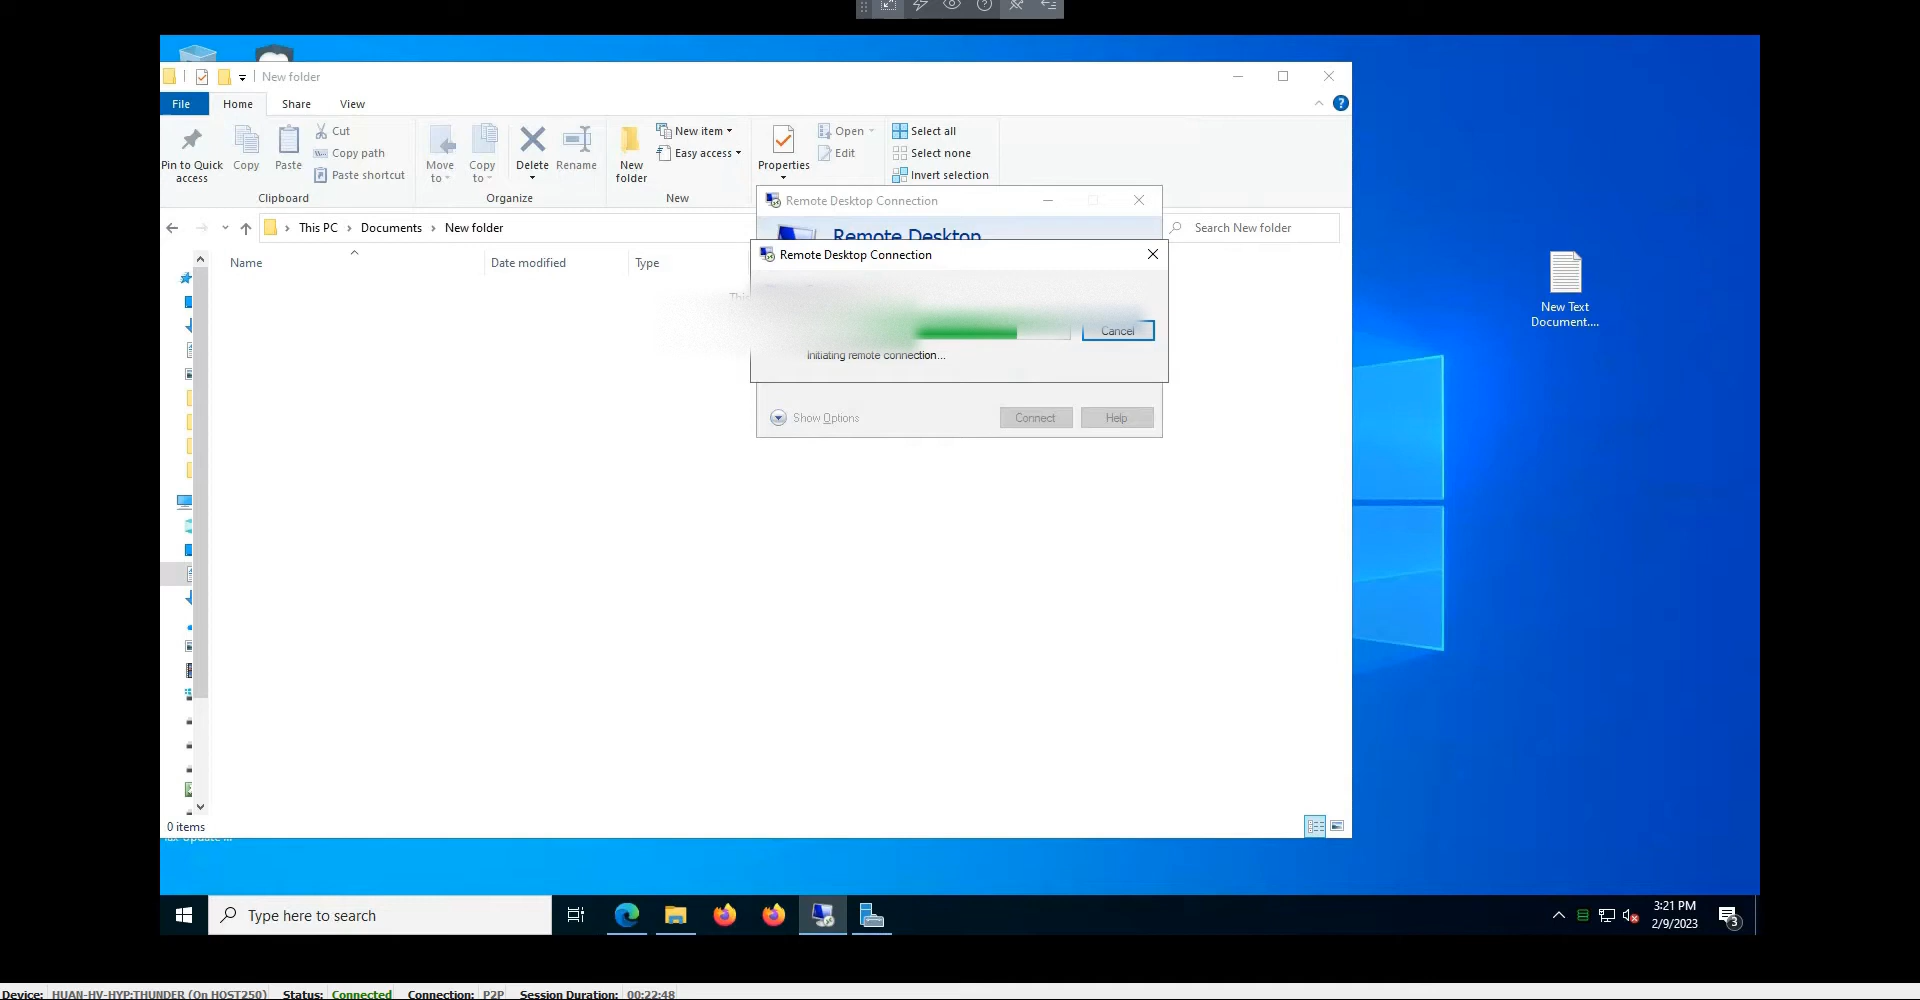 New folder
File Home Share View
Pin to Quick access
Copy
Paste
Cut
Copy path
Paste shortcut
Clipboard
Move to
Copy to
Delete
Rename
Organize
New folder
New item
Easy access
New
Properties
Open
Edit
Select all
Select none
Invert selection
This PC > Documents > New folder
Search New folder
Name Date modified Type
Remote Desktop Connection
Remote Desktop
Remote Desktop Connection
Cancel
Initiating remote connection...
Show Options
Connect
Help
0 items
New Text
Document....
Type here to search
3:21 PM
2/9/2023
3
Device: HUAN-HV-HYP:THUNDER (On HOST250) Status: Connected Connection: P2P Session Duration: 00:22:48